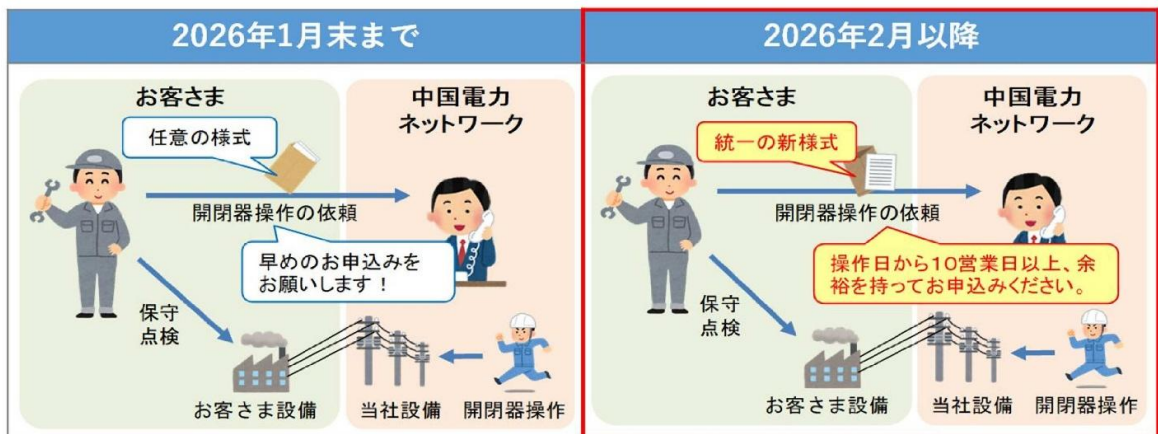 2026年1月末まで
お客さま
中国電力
ネットワーク
任意の様式
開閉器操作の依頼
早めのお申込みを
お願いします！
保守
点検
お客さま設備
当社設備
開閉器操作
2026年2月以降
お客さま
中国電力
ネットワーク
統一の新様式
開閉器操作の依頼
操作日から10営業日以上、余
裕を持ってお申込みください。
保守
点検
お客さま設備
当社設備
開閉器操作